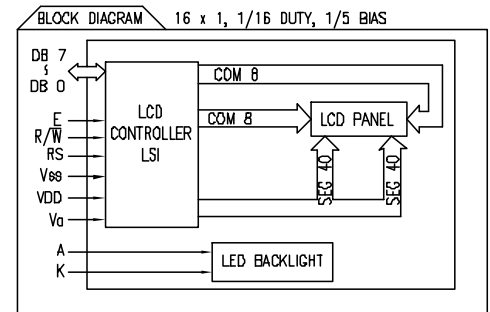 BLOCK DIAGRAM 16 x 1, 1/16 DUTY, 1/5 BIAS
DB 7
DB 0
E
R/W̅
RS
Vss
VDD
Va
A
K
LCD
CONTROLLER
LSI
COM 8
COM 8
LCD PANEL
SEG 40
SEG 40
LED BACKLIGHT